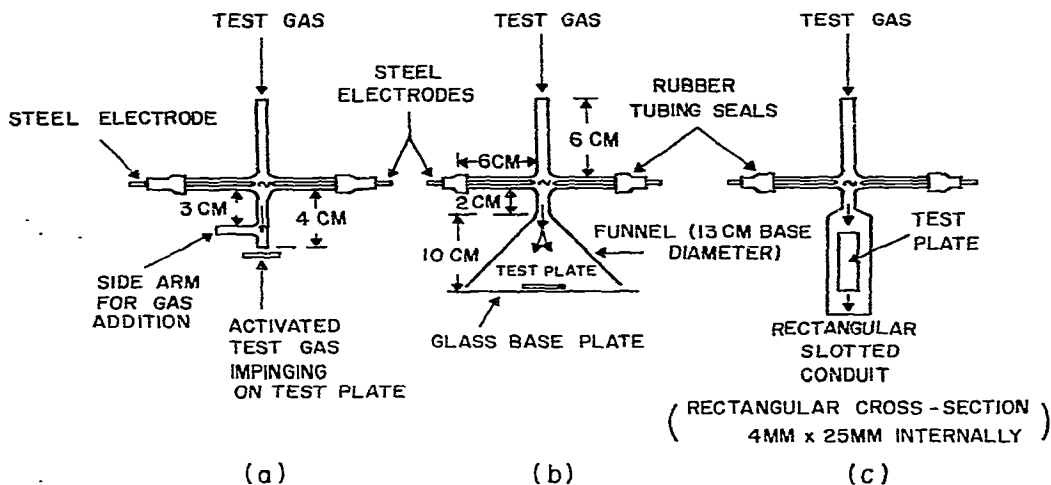 TEST GAS
TEST GAS
TEST GAS
STEEL ELECTRODE
STEEL
ELECTRODES
RUBBER
TUBING SEALS
6CM
6 CM
3 CM
4 CM
2 CM
10 CM
SIDE ARM
FOR GAS
ADDITION
ACTIVATED
TEST GAS
IMPINGING
ON TEST PLATE
TEST PLATE
FUNNEL (13 CM BASE
DIAMETER)
GLASS BASE PLATE
TEST
PLATE
RECTANGULAR
SLOTTED
CONDUIT
(RECTANGULAR CROSS-SECTION
4MM x 25MM INTERNALLY)
(a)
(b)
(c)